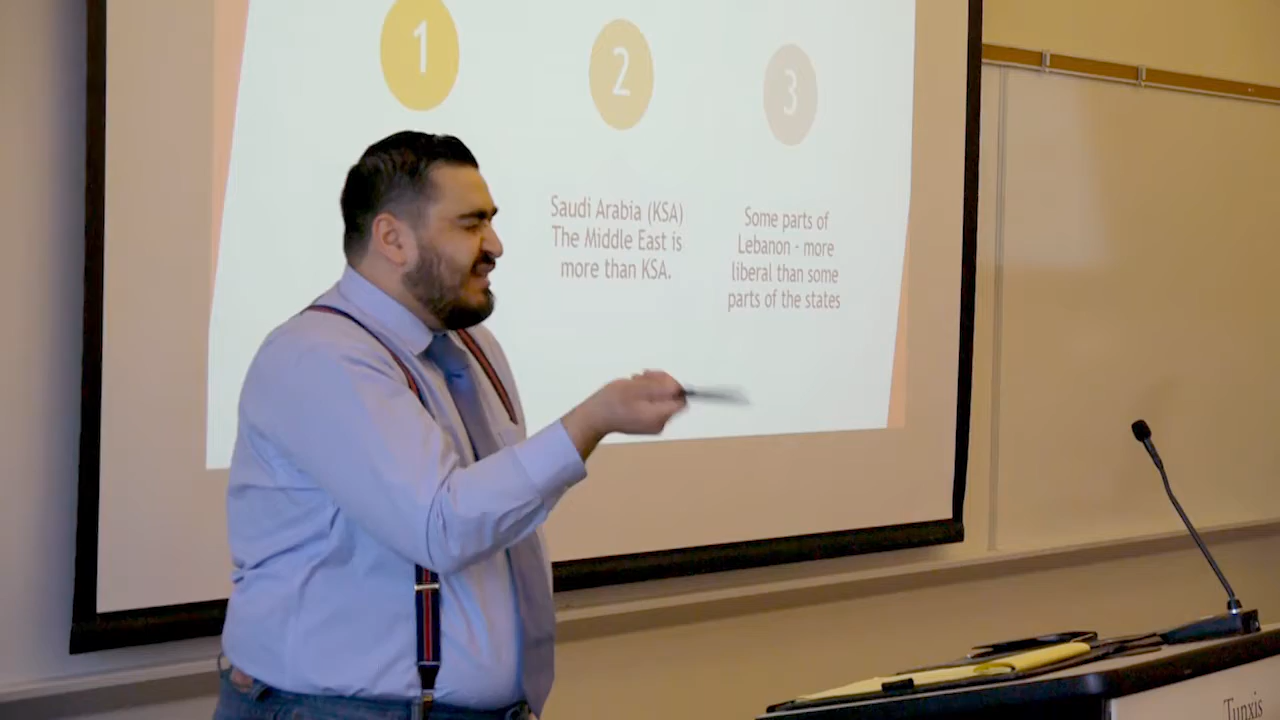 1
2
3
Saudi Arabia (KSA)
The Middle East is
more than KSA.
Some parts of
Lebanon - more
liberal than some
parts of the states
Tunxis